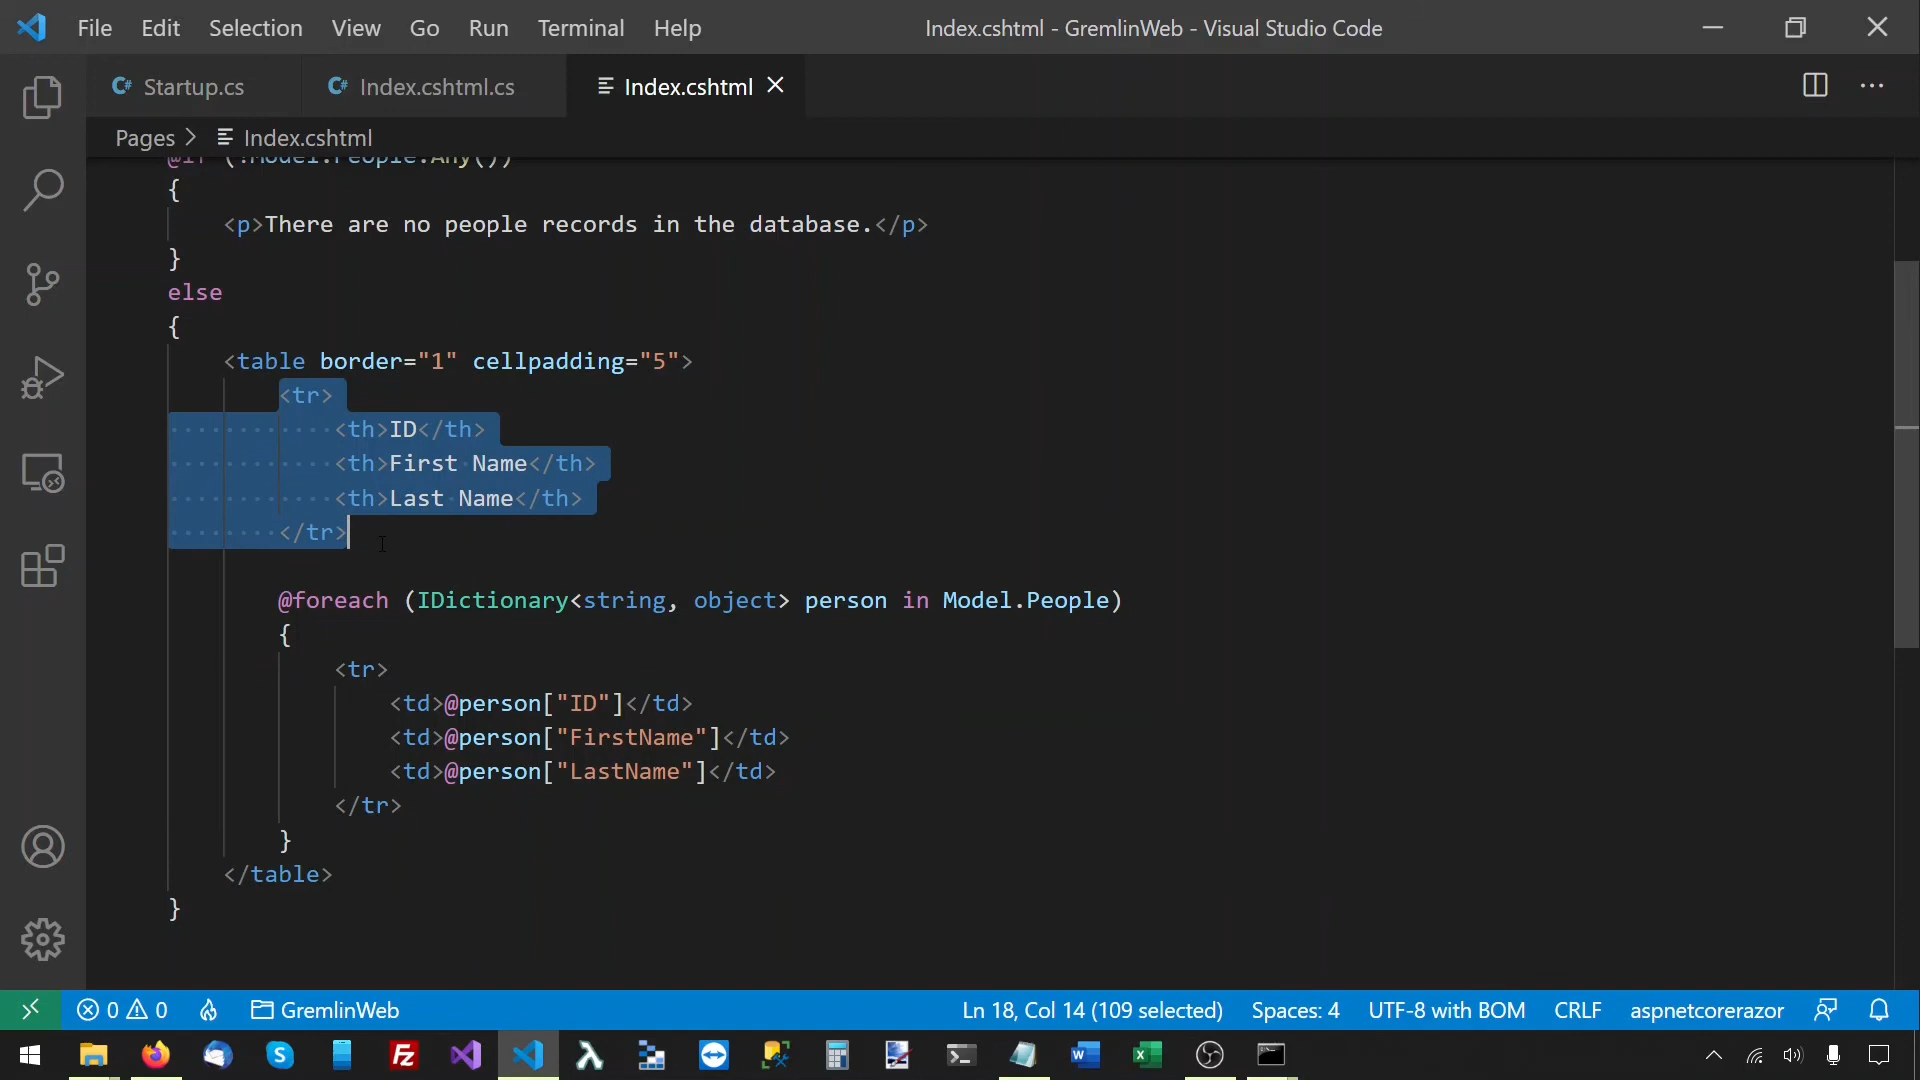 File Edit Selection View Go Run Terminal Help Index.cshtml - GremlinWeb - Visual Studio Code
C# Startup.cs C# Index.cshtml.cs Index.cshtml
Pages > Index.cshtml
@if (!Model.People.Any())
{
<p>There are no people records in the database.</p>
}
else
{
<table border="1" cellpadding="5">
<tr>
<th>ID</th>
<th>First Name</th>
<th>Last Name</th>
</tr>
@foreach (IDictionary<string, object> person in Model.People)
{
<tr>
<td>@person["ID"]</td>
<td>@person["FirstName"]</td>
<td>@person["LastName"]</td>
</tr>
}
</table>
}
0 0 GremlinWeb Ln 18, Col 14 (109 selected) Spaces: 4 UTF-8 with BOM CRLF aspnetcorerazor